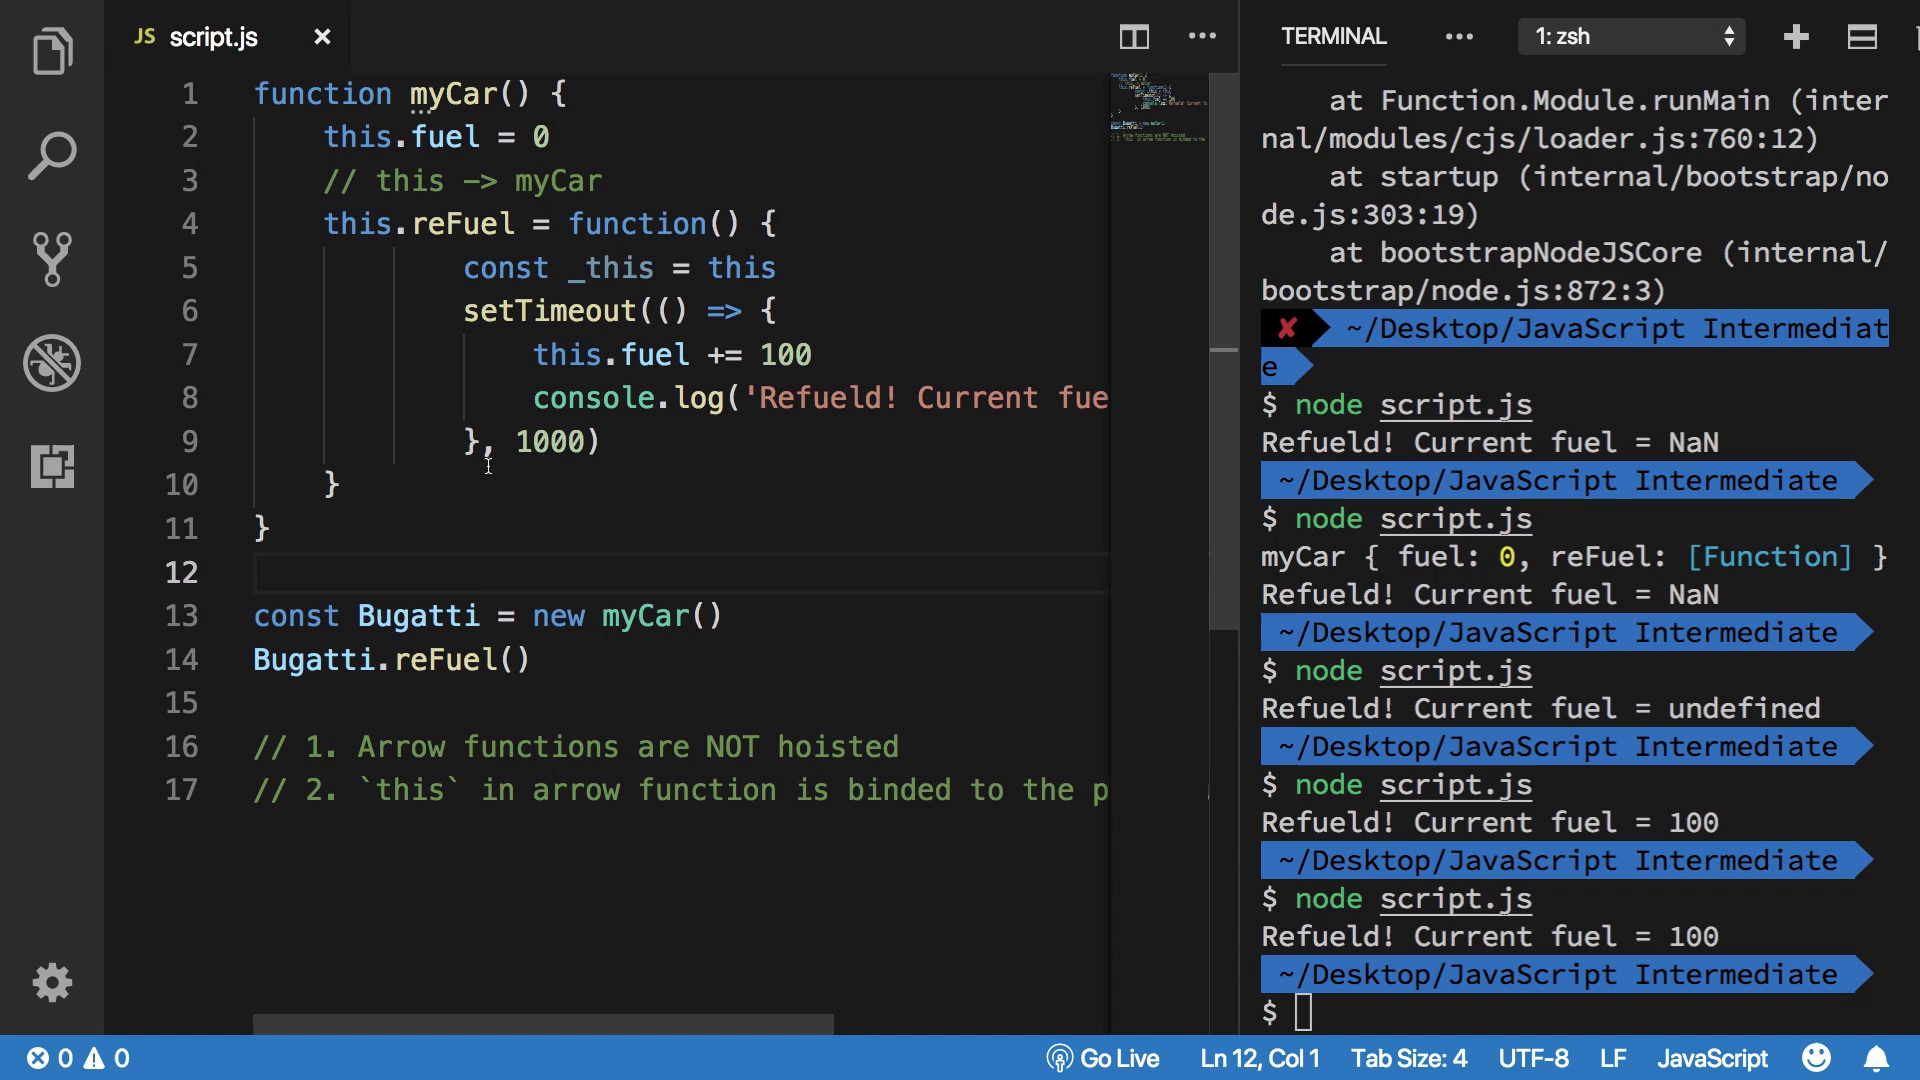 JS script.js ×
TERMINAL ··· 1: zsh
1 function myCar() {
2 this.fuel = 0
3 // this -> myCar
4 this.reFuel = function() {
5 const _this = this
6 setTimeout(() => {
7 this.fuel += 100
8 console.log('Refueld! Current fue
9 }, 1000)
10 }
11 }
12
13 const Bugatti = new myCar()
14 Bugatti.reFuel()
15
16 // 1. Arrow functions are NOT hoisted
17 // 2. `this` in arrow function is binded to the p
at Function.Module.runMain (inter
nal/modules/cjs/loader.js:760:12)
at startup (internal/bootstrap/no
de.js:303:19)
at bootstrapNodeJSCore (internal/
bootstrap/node.js:872:3)
✘ ~/Desktop/JavaScript Intermediat
e
$ node script.js
Refueld! Current fuel = NaN
~/Desktop/JavaScript Intermediate
$ node script.js
myCar { fuel: 0, reFuel: [Function] }
Refueld! Current fuel = NaN
~/Desktop/JavaScript Intermediate
$ node script.js
Refueld! Current fuel = undefined
~/Desktop/JavaScript Intermediate
$ node script.js
Refueld! Current fuel = 100
~/Desktop/JavaScript Intermediate
$ node script.js
Refueld! Current fuel = 100
~/Desktop/JavaScript Intermediate
$
0 0 Go Live Ln 12, Col 1 Tab Size: 4 UTF-8 LF JavaScript